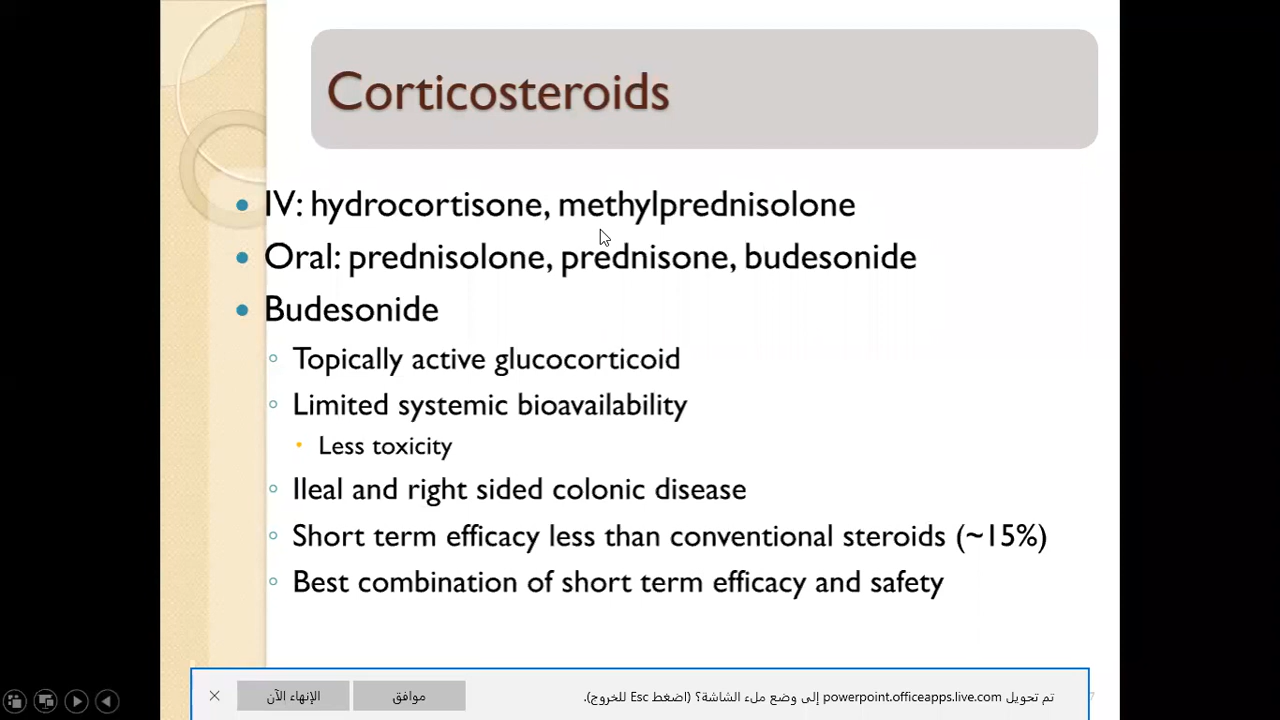 Corticosteroids
• IV: hydrocortisone, methylprednisolone
• Oral: prednisolone, prednisone, budesonide
• Budesonide
◦ Topically active glucocorticoid
◦ Limited systemic bioavailability
• Less toxicity
◦ Ileal and right sided colonic disease
◦ Short term efficacy less than conventional steroids (~15%)
◦ Best combination of short term efficacy and safety
تم تحويل powerpoint.officeapps.live.com إلى وضع ملء الشاشة؟ (اضغط Esc للخروج).
موافق
الإنهاء الآن
7